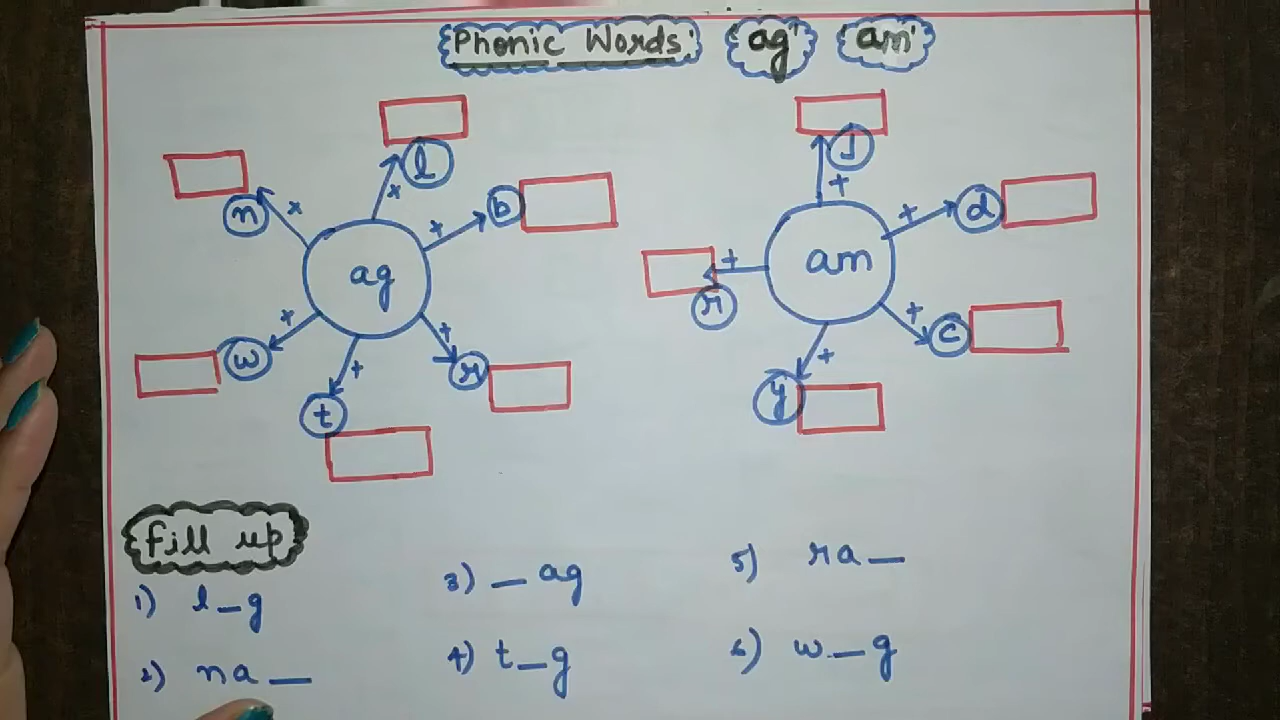 Phonic Words: 'ag' 'am'
l
n
+
+
b
+
ag
+
w
+
r
+
t
j
+
d
+
am
+
r
+
c
+
y
fill up
1) l_g
2) na_
3) _ag
4) t_g
5) ra_
6) w_g